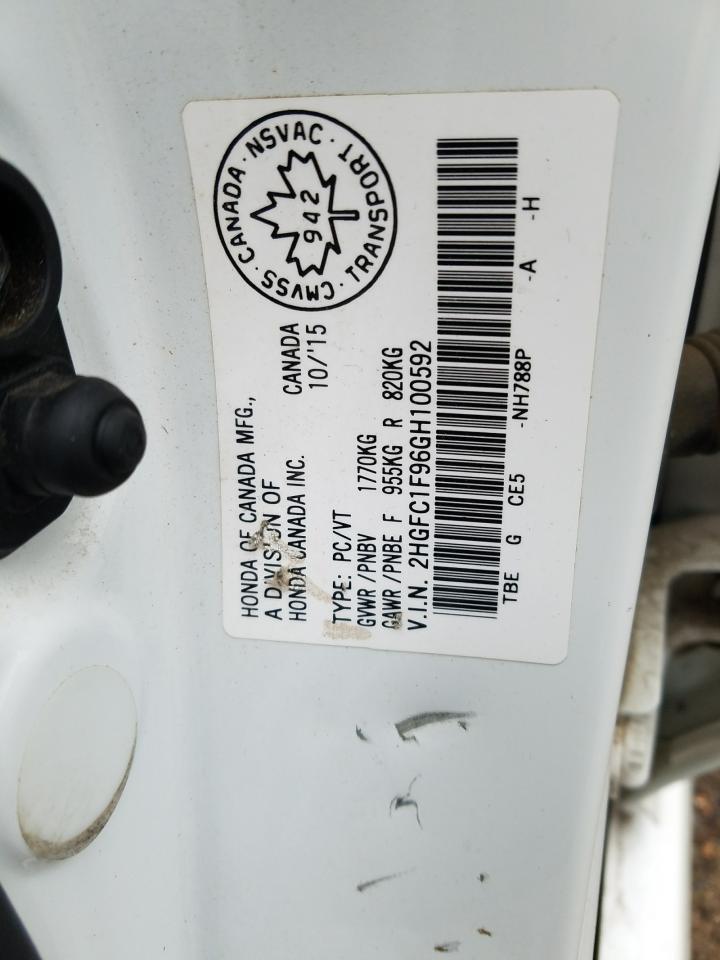 HONDA OF CANADA MFG.,
A DIVISION OF
HONDA CANADA INC.
CANADA
10/'15
TYPE: PC/VT
GVWR/PNBV 1770KG
GAWR/PNBE F 955KG R 820KG
V.I.N. 2HGFC1F96GH100592
TBE G CE5 -NH788P -A -H
CMVSS · CANADA · NSVAC · TRANSPORT ·
942